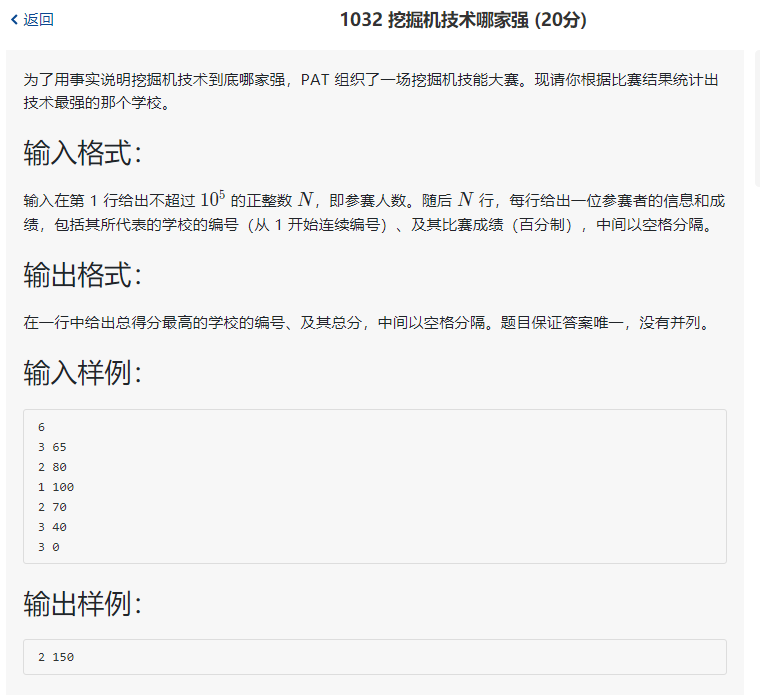 返回
1032 挖掘机技术哪家强 (20分)
为了用事实说明挖掘机技术到底哪家强，PAT 组织了一场挖掘机技能大赛。现请你根据比赛结果统计出
技术最强的那个学校。
输入格式：
输入在第 1 行给出不超过 10⁵ 的正整数 N，即参赛人数。随后 N 行，每行给出一位参赛者的信息和成
绩，包括其所代表的学校的编号（从 1 开始连续编号）、及其比赛成绩（百分制），中间以空格分隔。
输出格式：
在一行中给出总得分最高的学校的编号、及其总分，中间以空格分隔。题目保证答案唯一，没有并列。
输入样例：
6
3 65
2 80
1 100
2 70
3 40
3 0
输出样例：
2 150